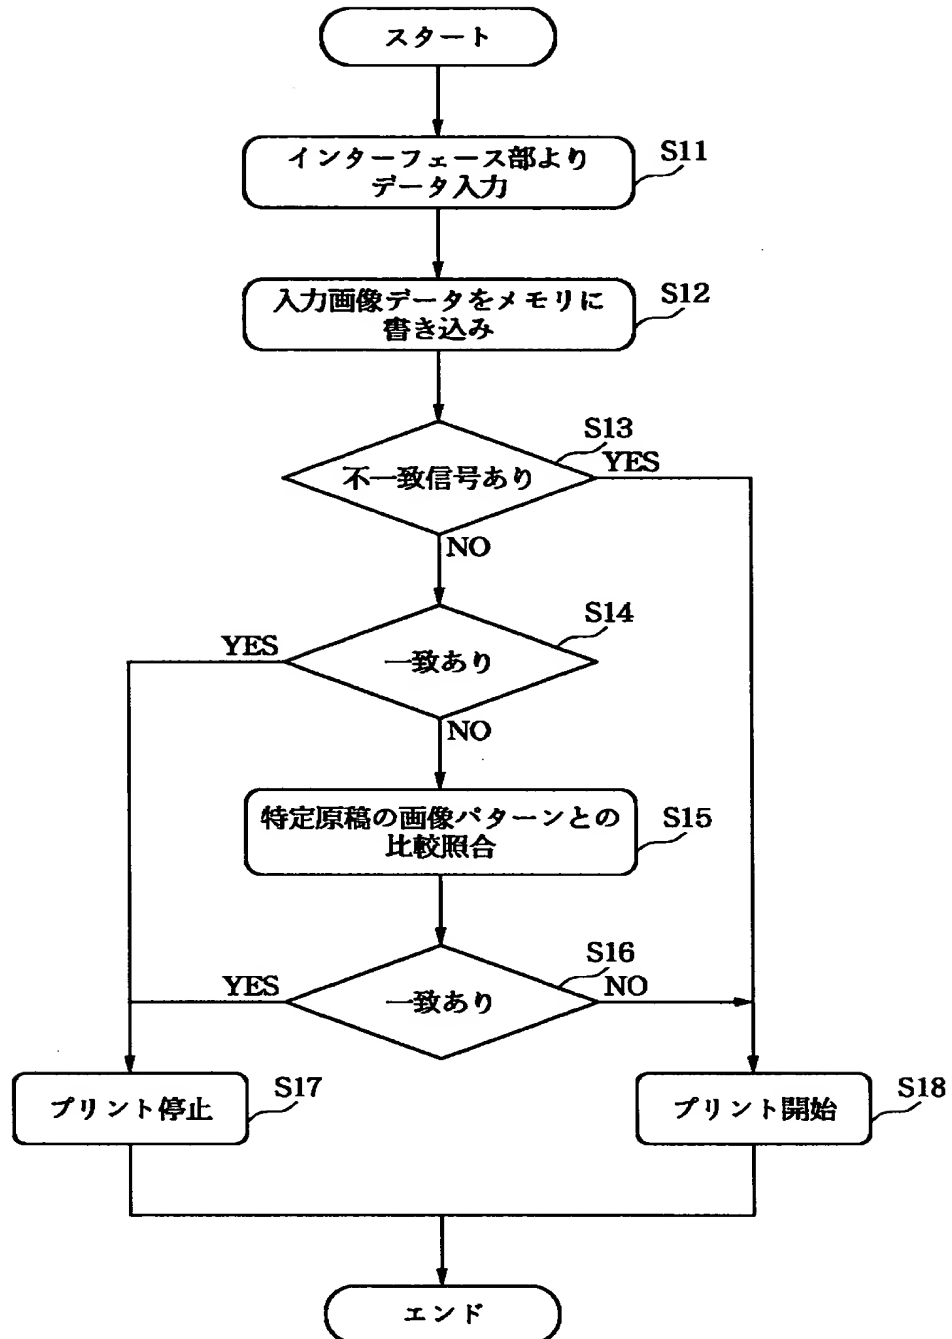 スタート
インターフェース部より
データ入力
S11
入力画像データをメモリに
書き込み
S12
不一致信号あり
S13
YES
NO
一致あり
S14
YES
NO
特定原稿の画像パターンとの
比較照合
S15
一致あり
S16
YES
NO
プリント停止
S17
プリント開始
S18
エンド